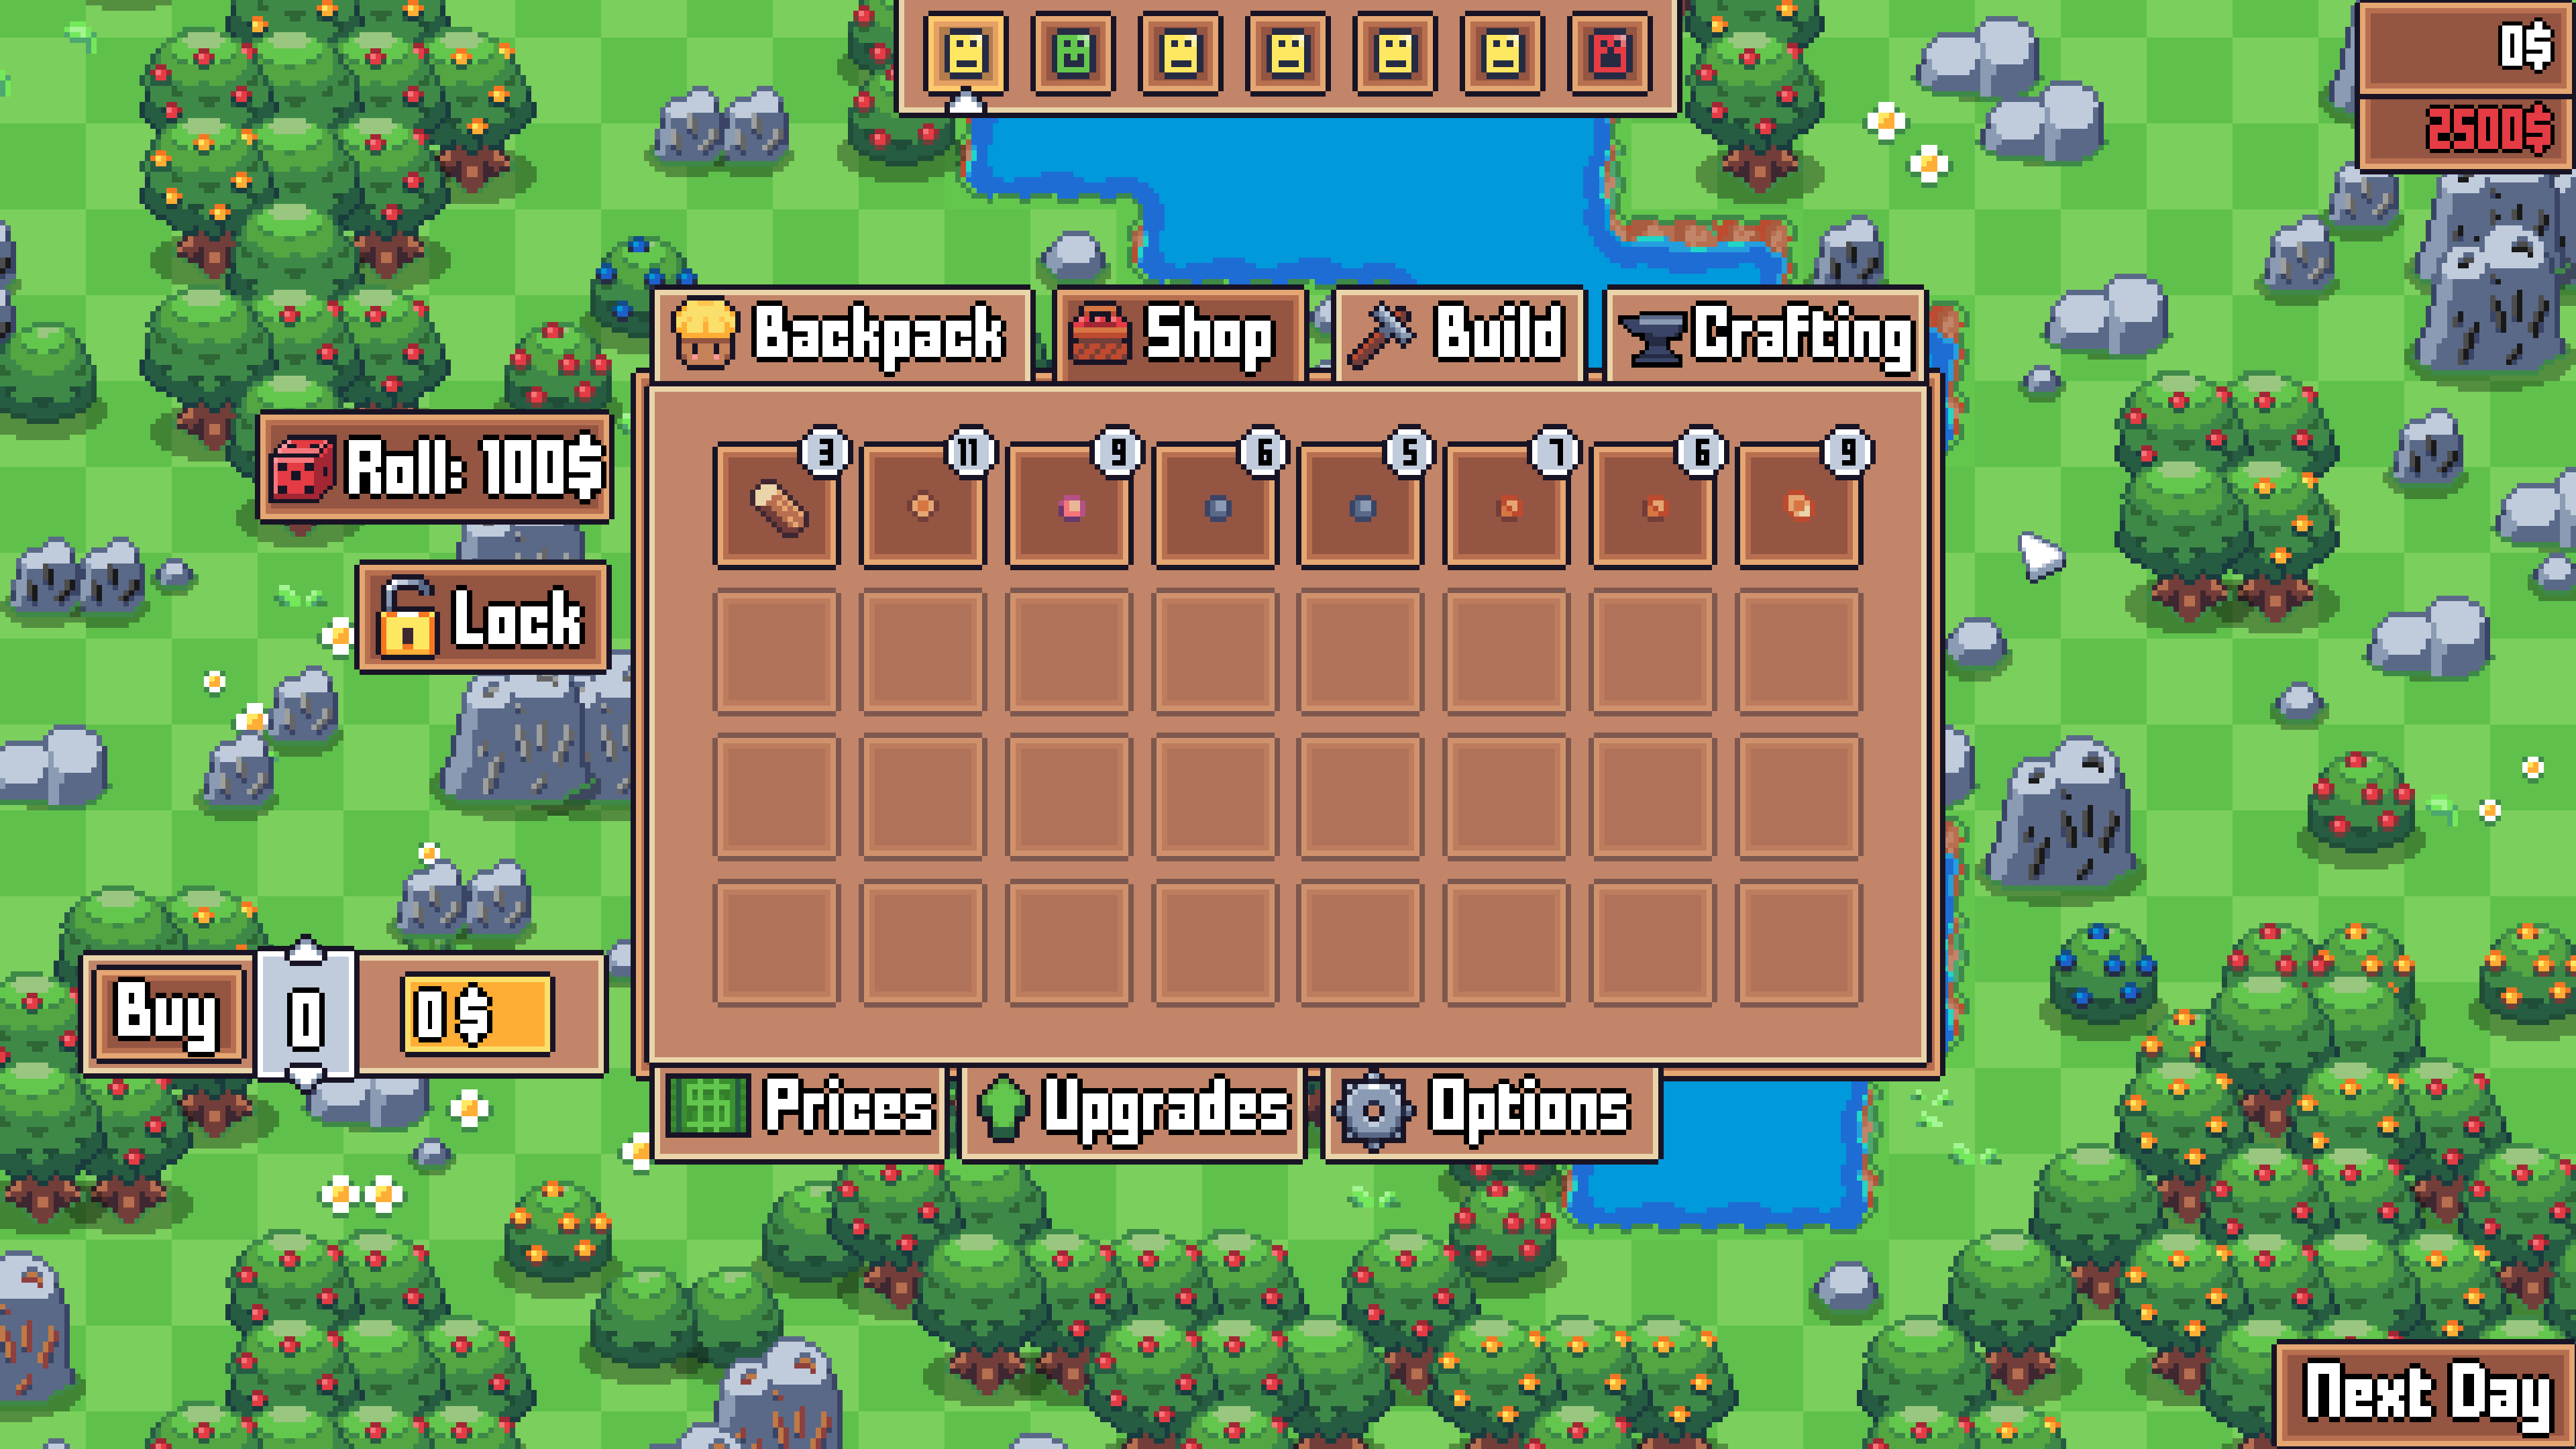 0$
2500$
Backpack
Shop
Build
Crafting
Roll: 100$
3
11
9
6
5
7
6
9
Lock
Buy
0
0$
Prices
Upgrades
Options
Next Day